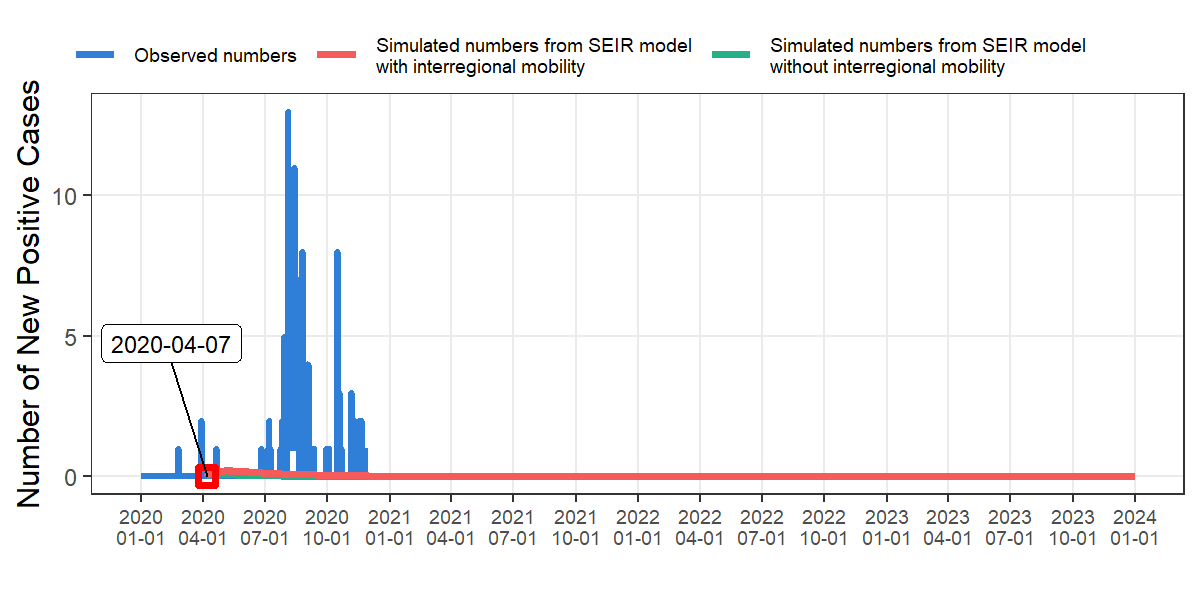 Observed numbers
Simulated numbers from SEIR model
with interregional mobility
Simulated numbers from SEIR model
without interregional mobility
Number of New Positive Cases
10
5
0
2020-04-07
2020 2020 2020 2020 2021 2021 2021 2021 2022 2022 2022 2022 2023 2023 2023 2023 2024
01-01 04-01 07-01 10-01 01-01 04-01 07-01 10-01 01-01 04-01 07-01 10-01 01-01 04-01 07-01 10-01 01-01